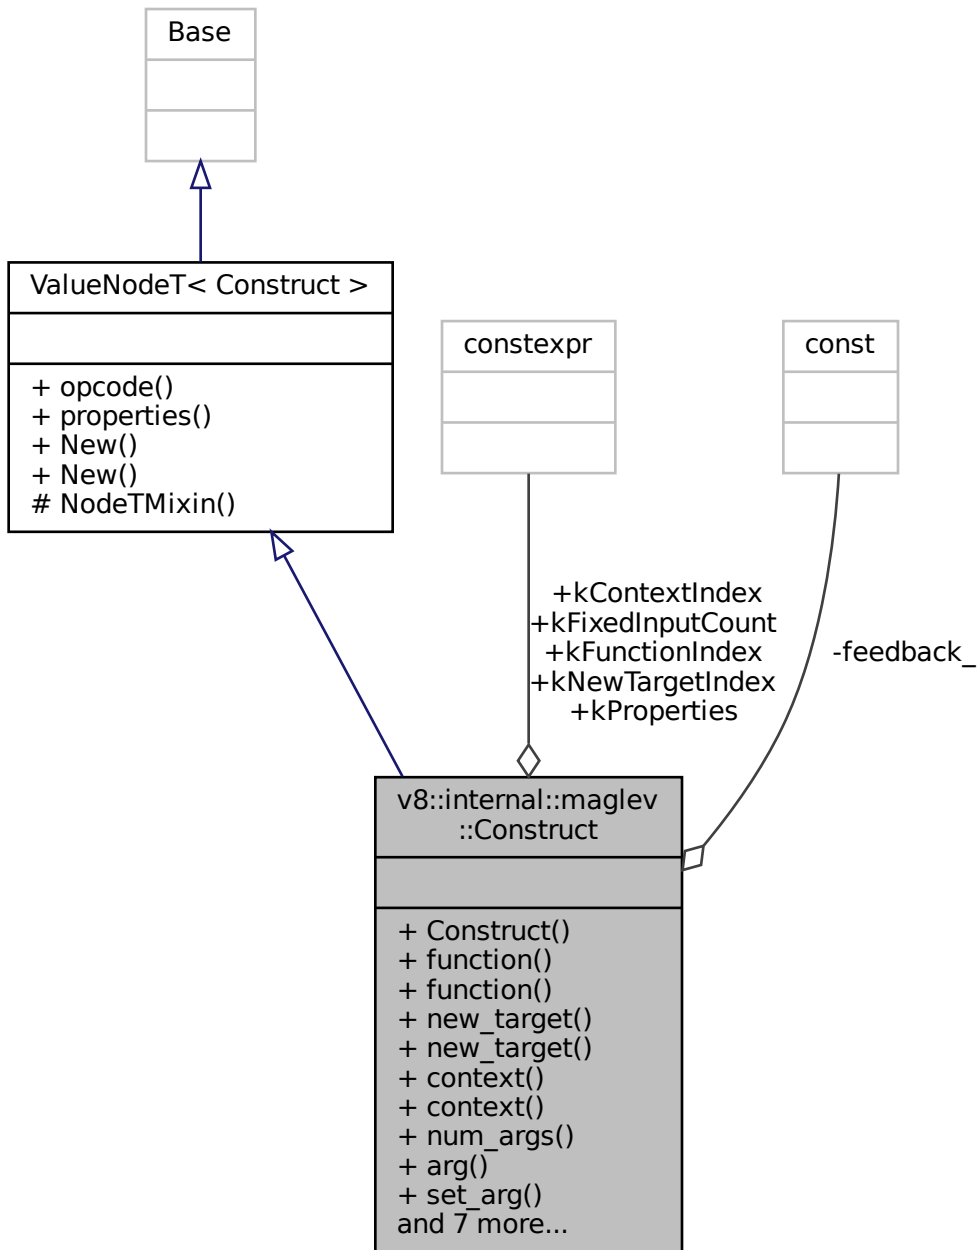 Base
ValueNodeT< Construct >
+ opcode()
+ properties()
+ New()
+ New()
# NodeTMixin()
constexpr
const
+kContextIndex
+kFixedInputCount
+kFunctionIndex
+kNewTargetIndex
+kProperties
-feedback_
v8::internal::maglev
::Construct
+ Construct()
+ function()
+ function()
+ new_target()
+ new_target()
+ context()
+ context()
+ num_args()
+ arg()
+ set_arg()
and 7 more...